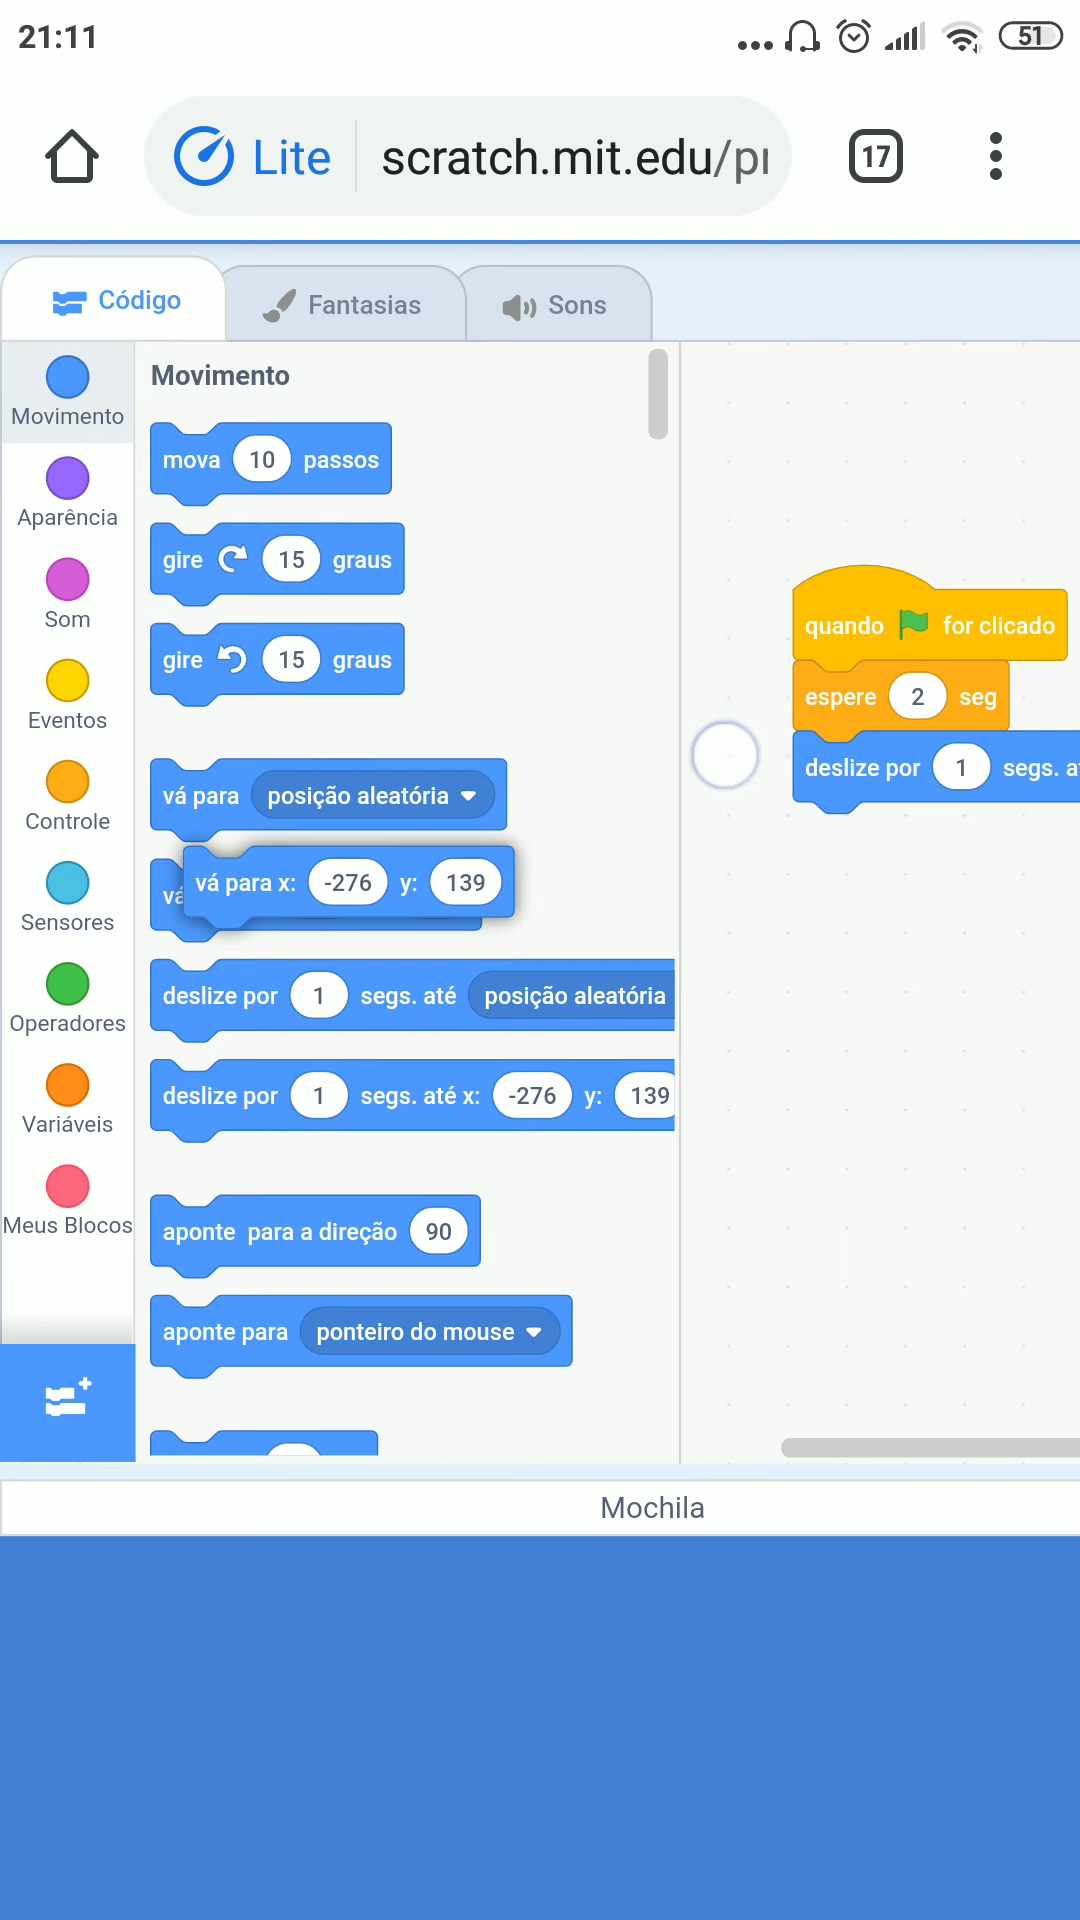 21:11
51
Lite
scratch.mit.edu/pr
17
Código
Fantasias
Sons
Movimento
Aparência
Som
Eventos
Controle
Sensores
Operadores
Variáveis
Meus Blocos
Movimento
mova 10 passos
gire 15 graus
gire 15 graus
vá para posição aleatória
vá
vá para x: -276 y: 139
deslize por 1 segs. até posição aleatória
deslize por 1 segs. até x: -276 y: 139
aponte para a direção 90
aponte para ponteiro do mouse
quando for clicado
espere 2 seg
deslize por 1 segs. at
Mochila